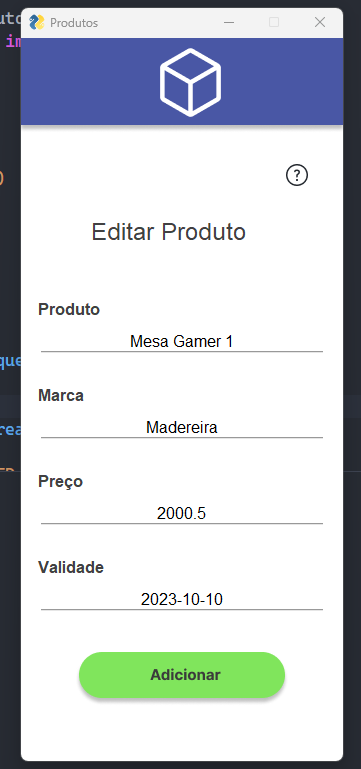 Produtos
Editar Produto
Produto
Mesa Gamer 1
Marca
Madereira
Preço
2000.5
Validade
2023-10-10
Adicionar